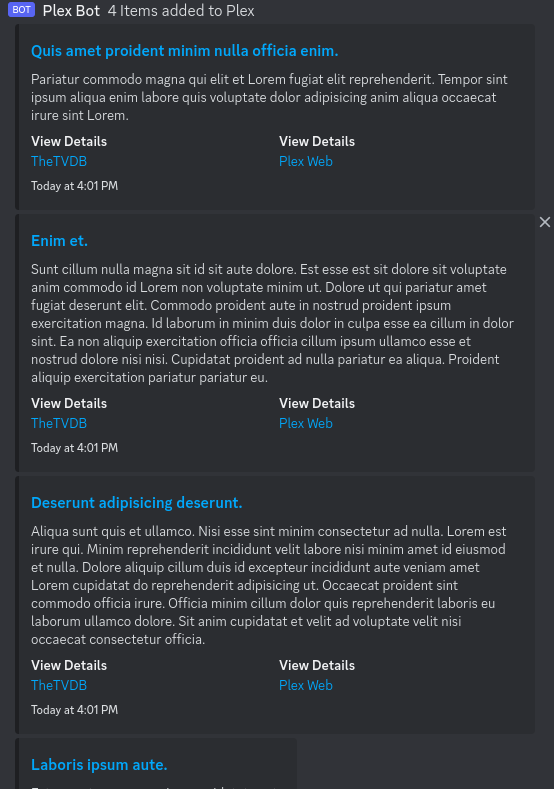 BOT Plex Bot 4 Items added to Plex
Quis amet proident minim nulla officia enim.
Pariatur commodo magna qui elit et Lorem fugiat elit reprehenderit. Tempor sint
ipsum aliqua enim labore quis voluptate dolor adipisicing anim aliqua occaecat
irure sint Lorem.
View Details View Details
TheTVDB Plex Web
Today at 4:01 PM
Enim et.
Sunt cillum nulla magna sit id sit aute dolore. Est esse est sit dolore sit voluptate
anim commodo id Lorem non voluptate minim ut. Dolore ut qui pariatur amet
fugiat deserunt elit. Commodo proident aute in nostrud proident ipsum
exercitation magna. Id laborum in minim duis dolor in culpa esse ea cillum in dolor
sint. Ea non aliquip exercitation officia officia cillum ipsum ullamco esse et
nostrud dolore nisi nisi. Cupidatat proident ad nulla pariatur ea aliqua. Proident
aliquip exercitation pariatur pariatur eu.
View Details View Details
TheTVDB Plex Web
Today at 4:01 PM
Deserunt adipisicing deserunt.
Aliqua sunt quis et ullamco. Nisi esse sint minim consectetur ad nulla. Lorem est
irure qui. Minim reprehenderit incididunt velit labore nisi minim amet id eiusmod
et nulla. Dolore aliquip cillum duis id excepteur incididunt aute veniam amet
Lorem cupidatat do reprehenderit adipisicing ut. Occaecat proident sint
commodo officia irure. Officia minim cillum dolor quis reprehenderit laboris eu
laborum ullamco dolore. Sit anim cupidatat et velit ad voluptate velit nisi
occaecat consectetur officia.
View Details View Details
TheTVDB Plex Web
Today at 4:01 PM
Laboris ipsum aute.